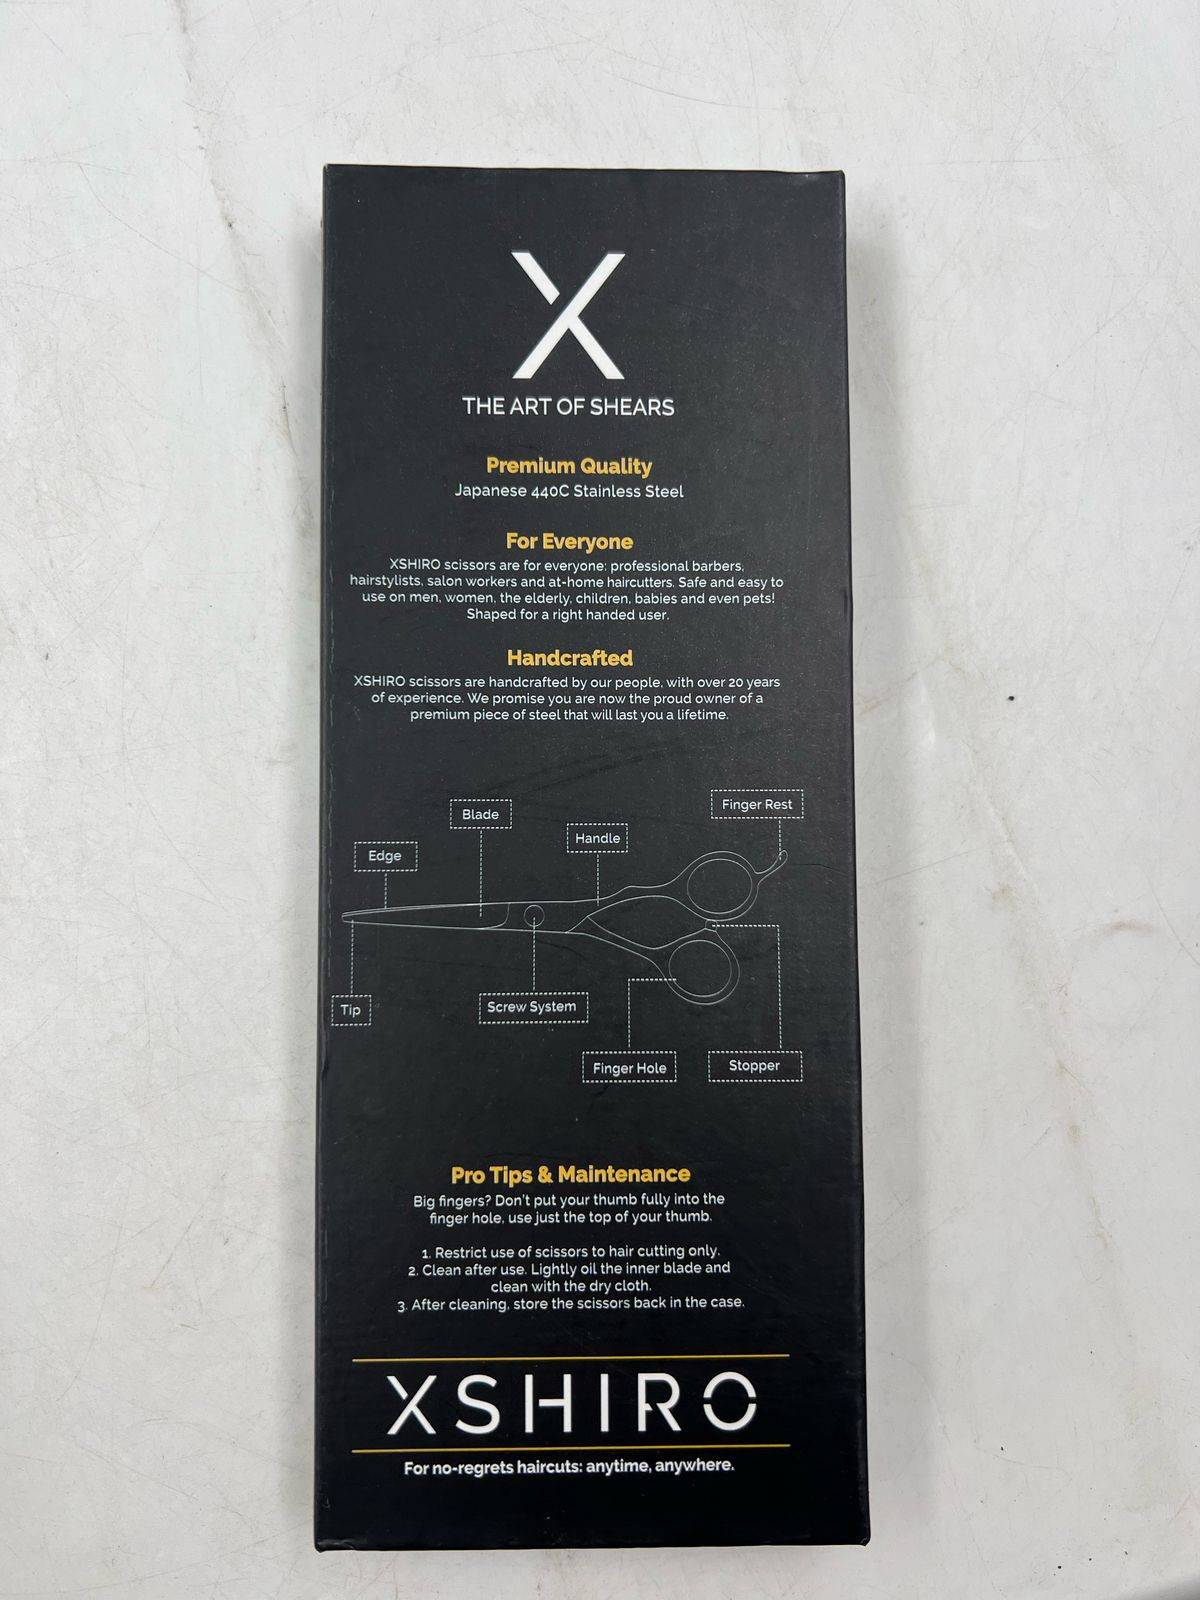 X
THE ART OF SHEARS
Premium Quality
Japanese 440C Stainless Steel
For Everyone
XSHIRO scissors are for everyone: professional barbers,
hairstylists, salon workers and at-home haircutters. Safe and easy to
use on men, women, the elderly, children, babies and even pets!
Shaped for a right handed user.
Handcrafted
XSHIRO scissors are handcrafted by our people, with over 20 years
of experience. We promise you are now the proud owner of a
premium piece of steel that will last you a lifetime.
Finger Rest
Blade
Handle
Edge
Tip
Screw System
Finger Hole
Stopper
Pro Tips & Maintenance
Big fingers? Don't put your thumb fully into the
finger hole, use just the top of your thumb.
1. Restrict use of scissors to hair cutting only.
2. Clean after use. Lightly oil the inner blade and
clean with the dry cloth.
3. After cleaning, store the scissors back in the case.
XSHIRO
For no-regrets haircuts: anytime, anywhere.